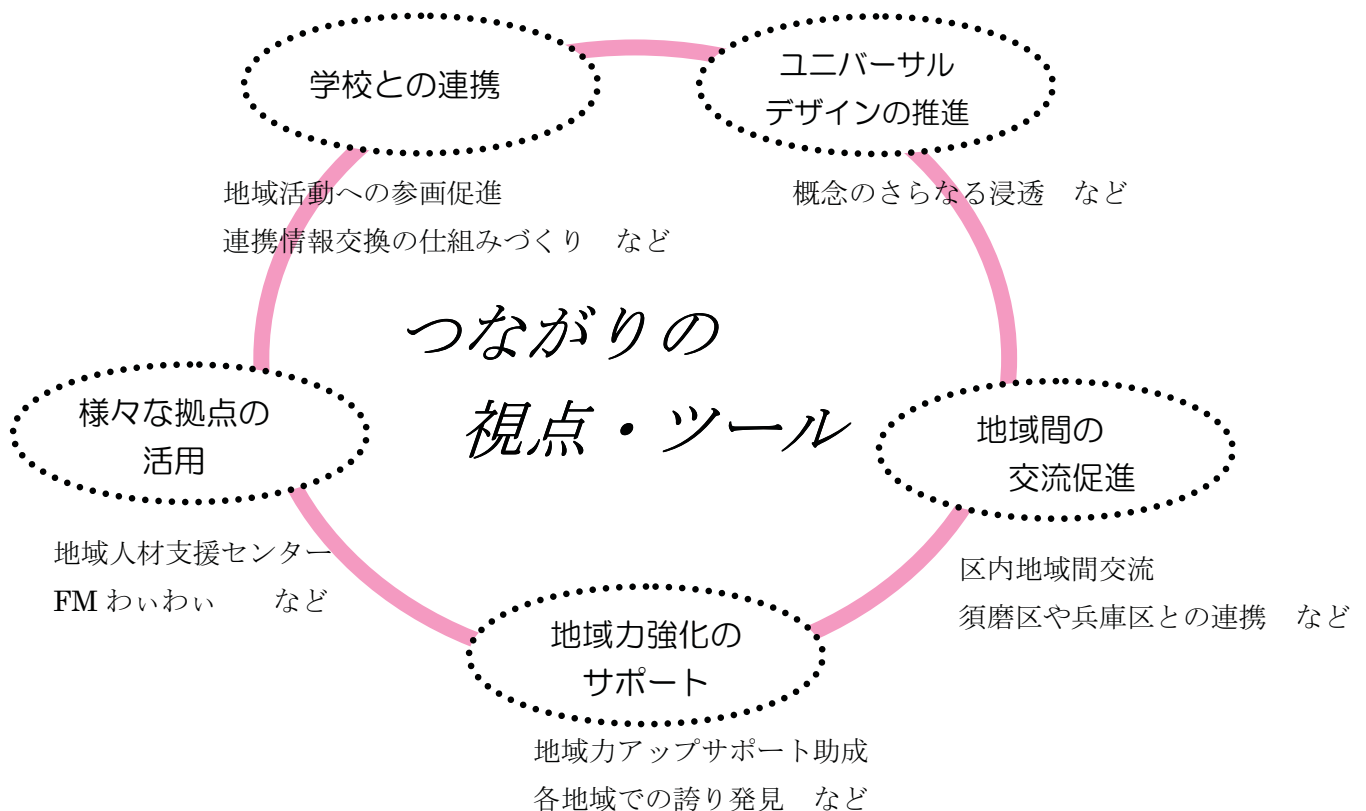 学校との連携
ユニバーサル
デザインの推進
地域活動への参画促進
連携情報交換の仕組みづくり　など
概念のさらなる浸透　など
つながりの
視点・ツール
様々な拠点の
活用
地域間の
交流促進
地域人材支援センター
FM わぃわぃ　　など
区内地域間交流
須磨区や兵庫区との連携　など
地域力強化の
サポート
地域力アップサポート助成
各地域での誇り発見　など